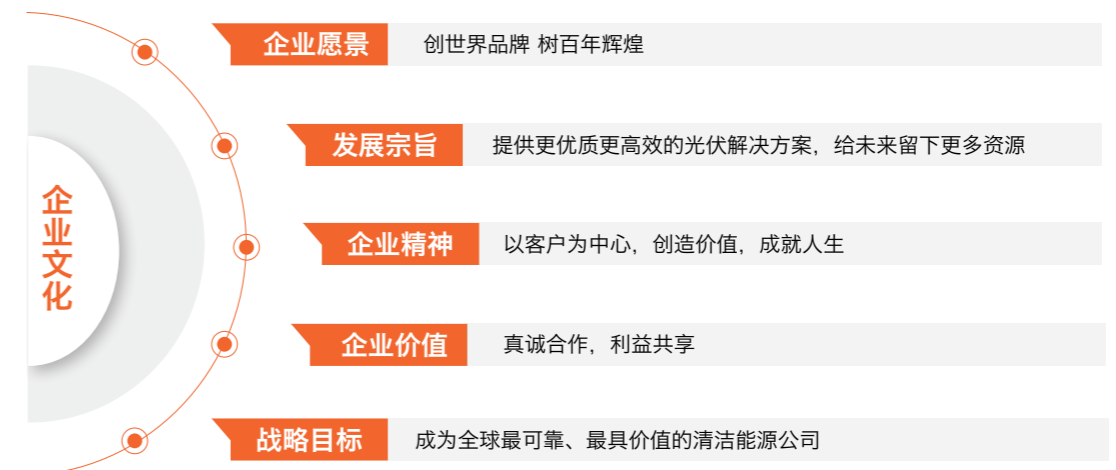 企业文化
企业愿景
创世界品牌 树百年辉煌
发展宗旨
提供更优质更高效的光伏解决方案，给未来留下更多资源
企业精神
以客户为中心，创造价值，成就人生
企业价值
真诚合作，利益共享
战略目标
成为全球最可靠、最具价值的清洁能源公司